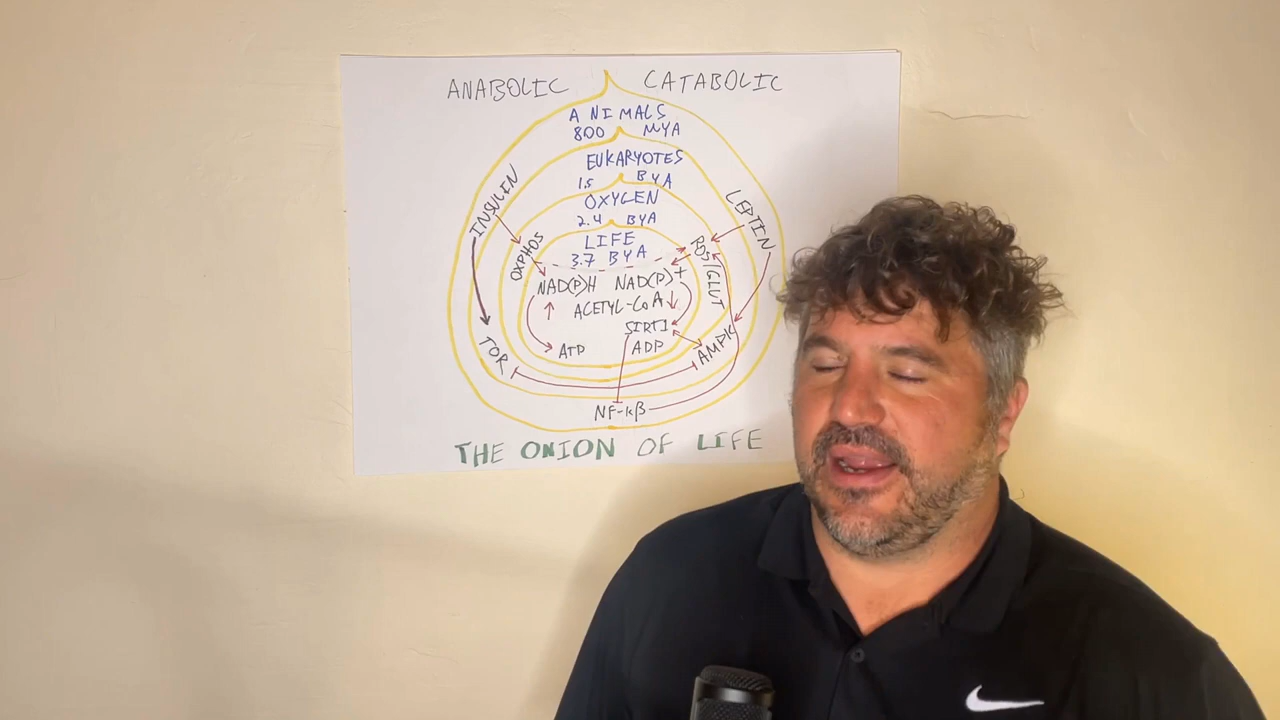 ANABOLIC CATABOLIC
ANIMALS
800 MYA
EUKARYOTES
1.5 BYA
OXYGEN
2.4 BYA
LIFE
3.7 BYA
INSULIN
LEPTIN
OXPHOS
ROS/GLUT
NAD(P)H NAD(P)+
ACETYL-CoA
SIRT1
ATP ADP
TOR
AMPK
NF-kβ
THE ONION OF LIFE